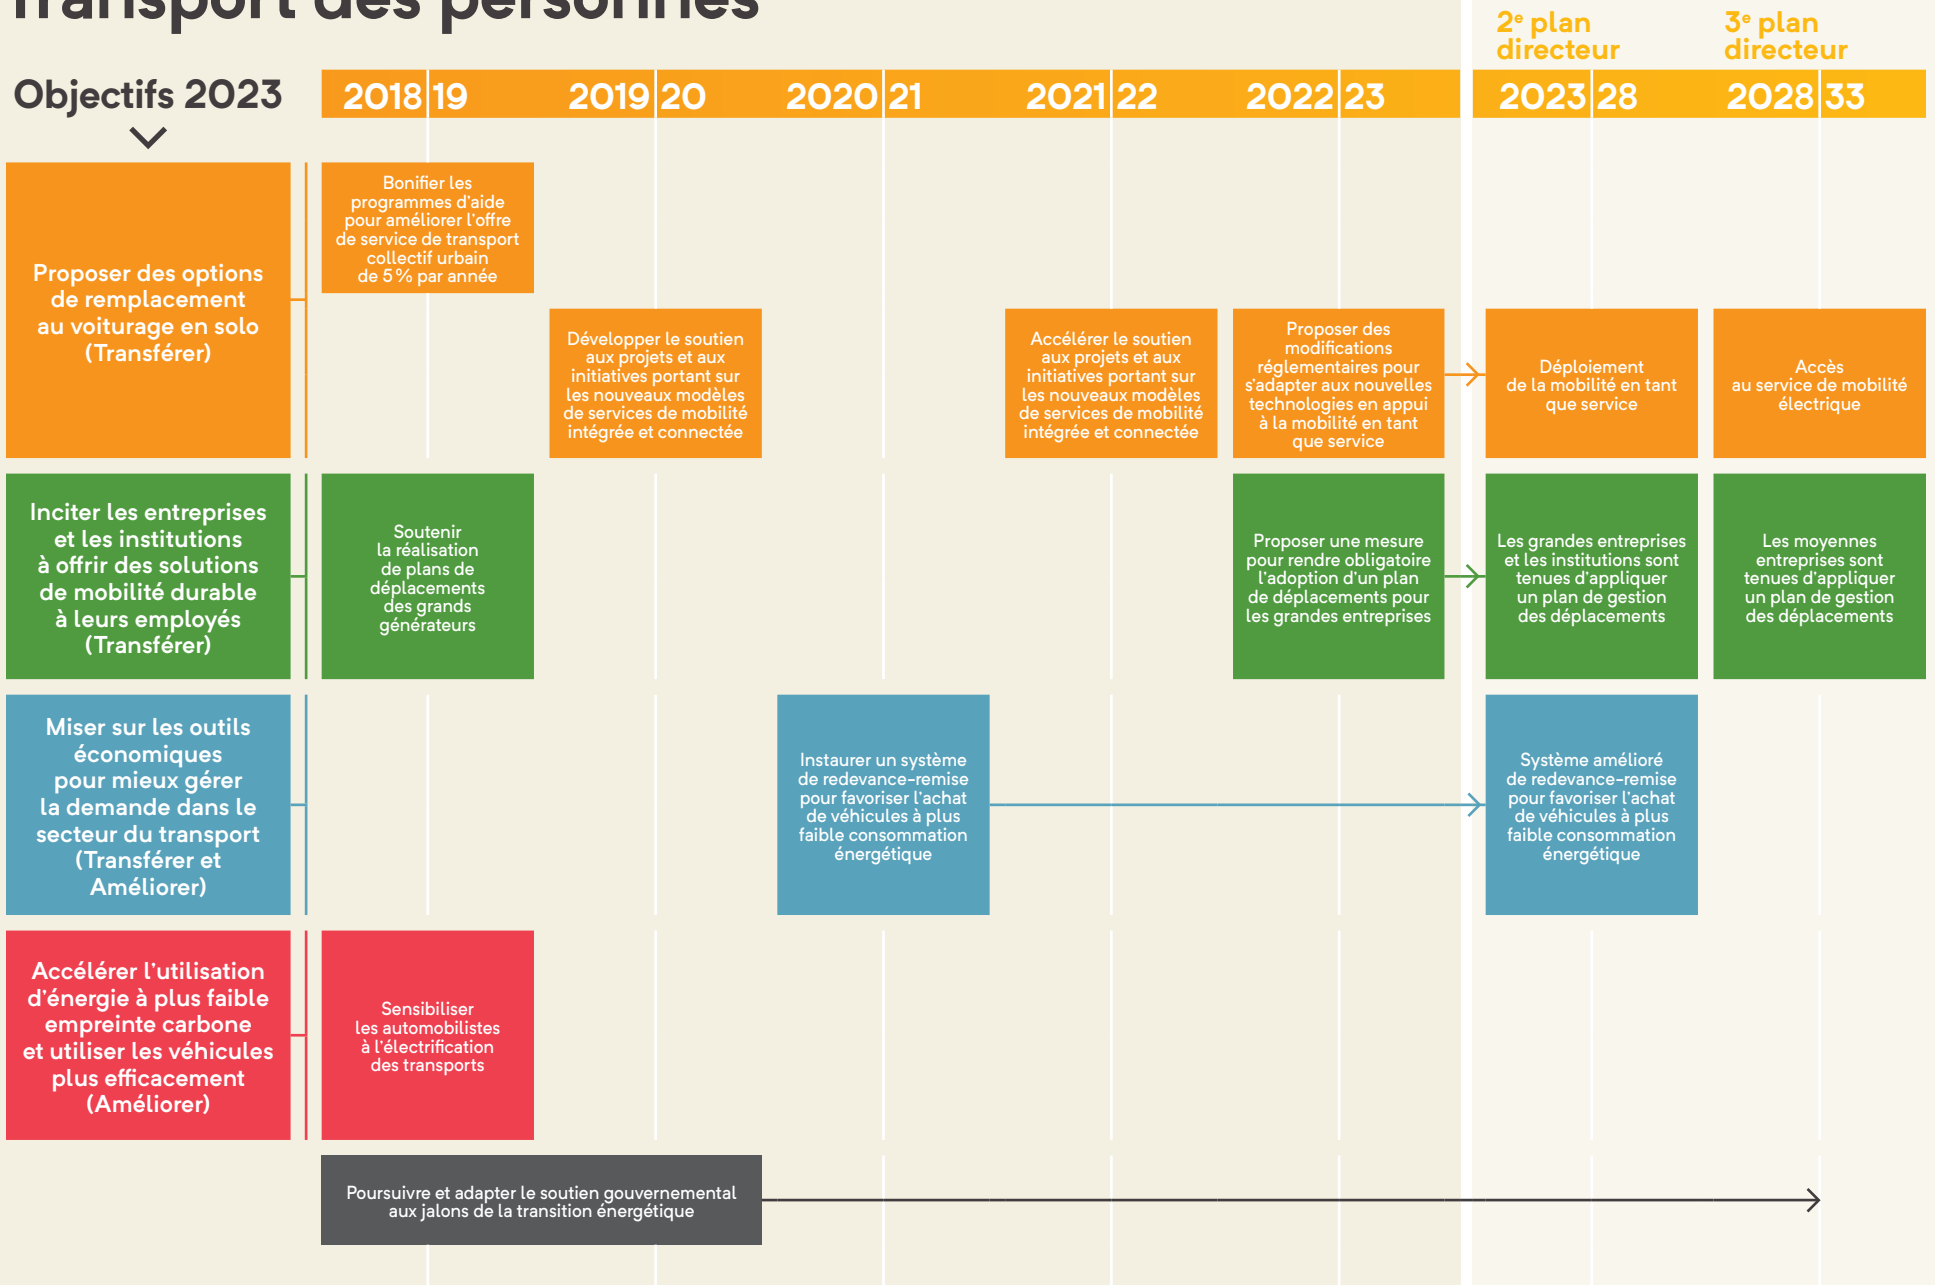 Transport des personnes
2e plan
directeur
3e plan
directeur
Objectifs 2023
2018 19
2019 20
2020 21
2021 22
2022 23
2023 28
2028 33
Proposer des options
de remplacement
au voiturage en solo
(Transférer)
Bonifier les
programmes d'aide
pour améliorer l'offre
de service de transport
collectif urbain
de 5 % par année
Développer le soutien
aux projets et aux
initiatives portant sur
les nouveaux modèles
de services de mobilité
intégrée et connectée
Accélérer le soutien
aux projets et aux
initiatives portant sur
les nouveaux modèles
de services de mobilité
intégrée et connectée
Proposer des
modifications
réglementaires pour
s'adapter aux nouvelles
technologies en appui
à la mobilité en tant
que service
Déploiement
de la mobilité en tant
que service
Accès
au service de mobilité
électrique
Inciter les entreprises
et les institutions
à offrir des solutions
de mobilité durable
à leurs employés
(Transférer)
Soutenir
la réalisation
de plans de
déplacements
des grands
générateurs
Proposer une mesure
pour rendre obligatoire
l'adoption d'un plan
de déplacements pour
les grandes entreprises
Les grandes entreprises
et les institutions sont
tenues d'appliquer
un plan de gestion
des déplacements
Les moyennes
entreprises sont
tenues d'appliquer
un plan de gestion
des déplacements
Miser sur les outils
économiques
pour mieux gérer
la demande dans le
secteur du transport
(Transférer et
Améliorer)
Instaurer un système
de redevance-remise
pour favoriser l'achat
de véhicules à plus
faible consommation
énergétique
Système amélioré
de redevance-remise
pour favoriser l'achat
de véhicules à plus
faible consommation
énergétique
Accélérer l'utilisation
d'énergie à plus faible
empreinte carbone
et utiliser les véhicules
plus efficacement
(Améliorer)
Sensibiliser
les automobilistes
à l'électrification
des transports
Poursuivre et adapter le soutien gouvernemental
aux jalons de la transition énergétique